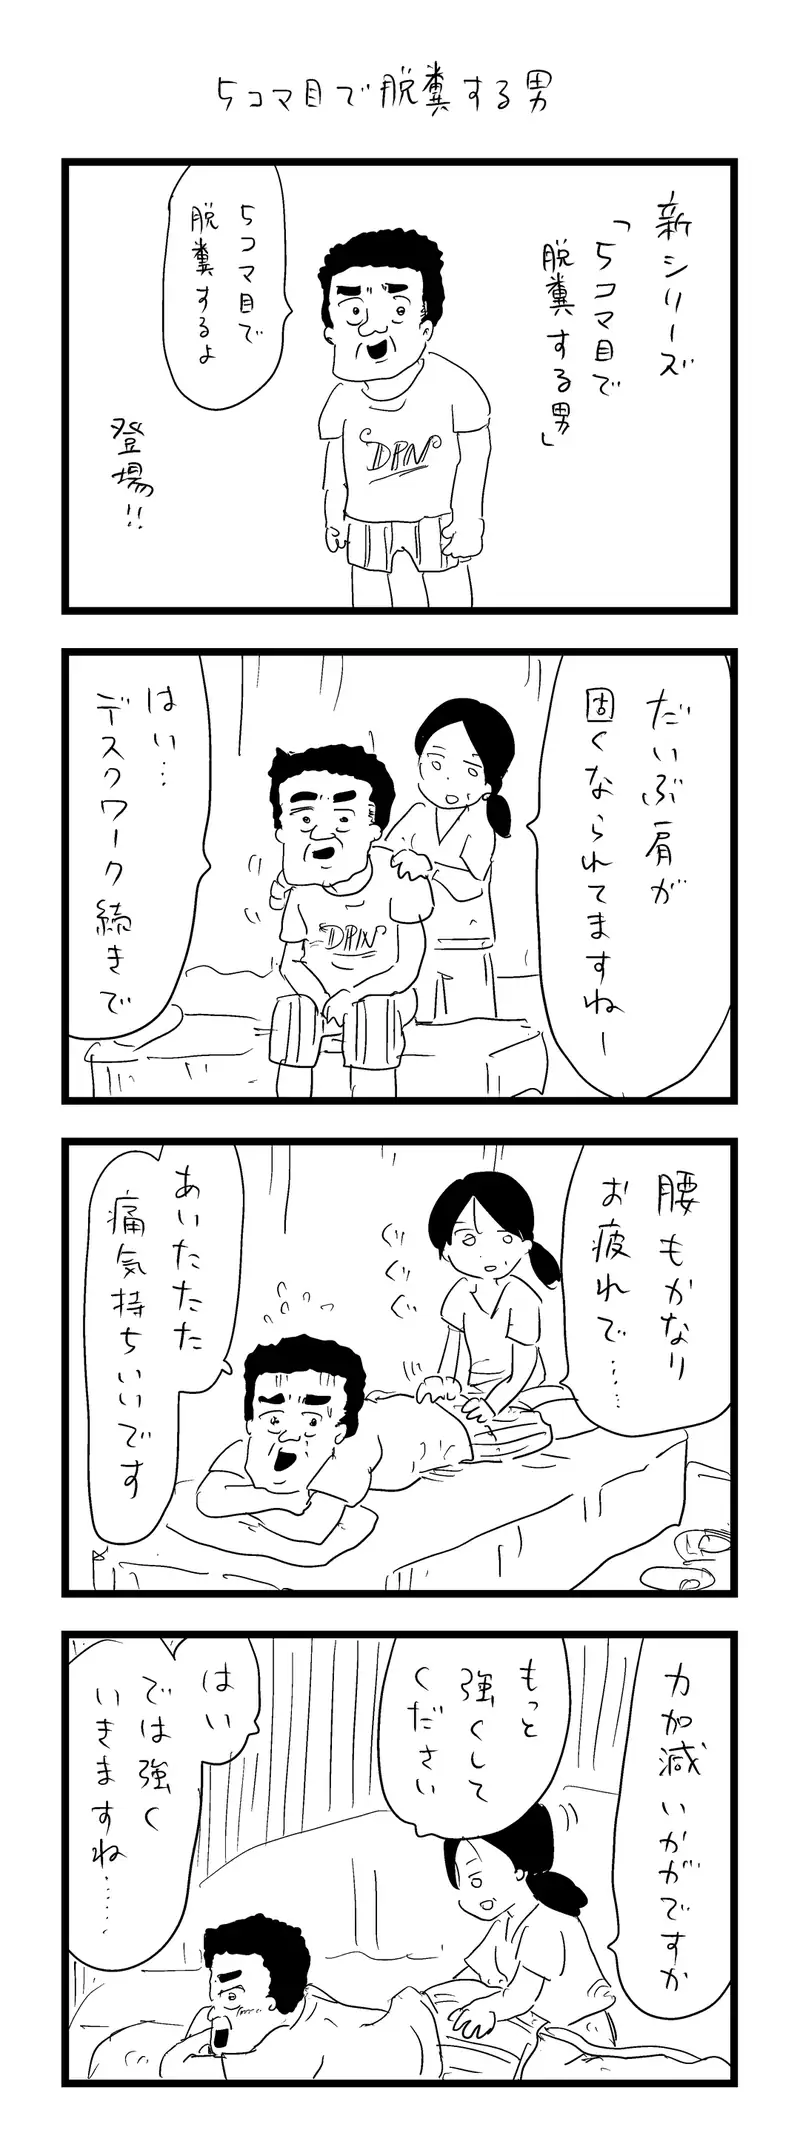 5コマ目で脱糞する男
新シリーズ
「5コマ目で
脱糞する男」
DPN
5コマ目で
脱糞するよ
登場!!
だいぶ肩が
固くなられてますねー
DPN
はい…
デスクワーク続きで
腰もかなり
お疲れで……
ぐっ
ぐっ
ぐっ
あいたたた
痛気持ちいいです
力加減いかがですか
もっと
強くして
ください
はい
では強く
いきますね……